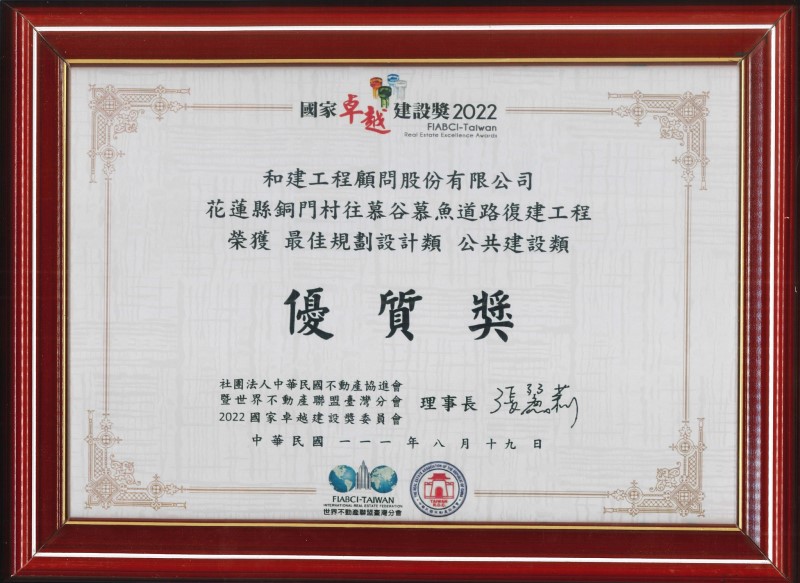 國家卓越建設獎2022
FIABCI-Taiwan
Real Estate Excellence Awards
和建工程顧問股份有限公司
花蓮縣銅門村往慕谷慕魚道路復建工程
榮獲 最佳規劃設計類 公共建設類
優質獎
社團法人中華民國不動產協進會
暨世界不動產聯盟臺灣分會
2022國家卓越建設獎委員會
理事長 張麗莉
中華民國 一一一 年 八 月 十九 日
FIABCI-TAIWAN
INTERNATIONAL REAL ESTATE FEDERATION
世界不動產聯盟臺灣分會